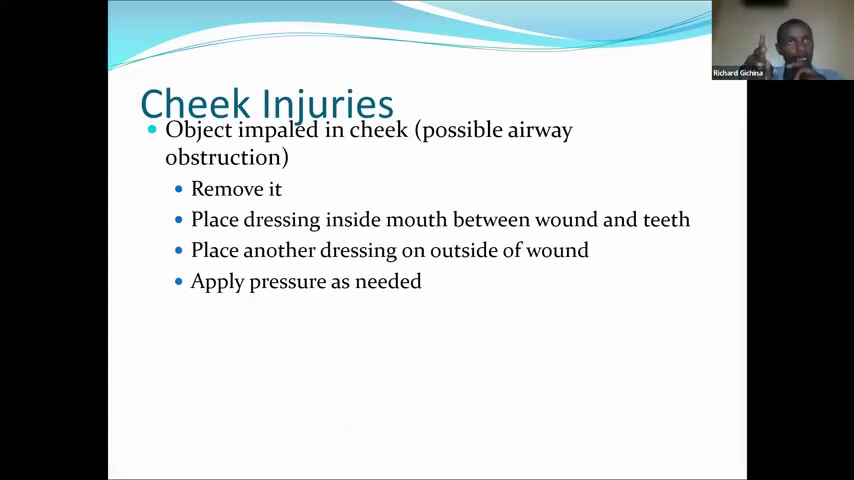 Richard Gichina
Cheek Injuries
• Object impaled in cheek (possible airway
obstruction)
• Remove it
• Place dressing inside mouth between wound and teeth
• Place another dressing on outside of wound
• Apply pressure as needed